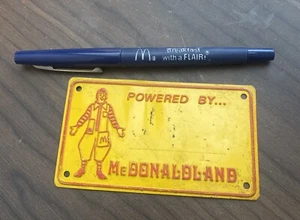 Breakfast
with a FLAIR!
POWERED BY...
McDONALDLAND